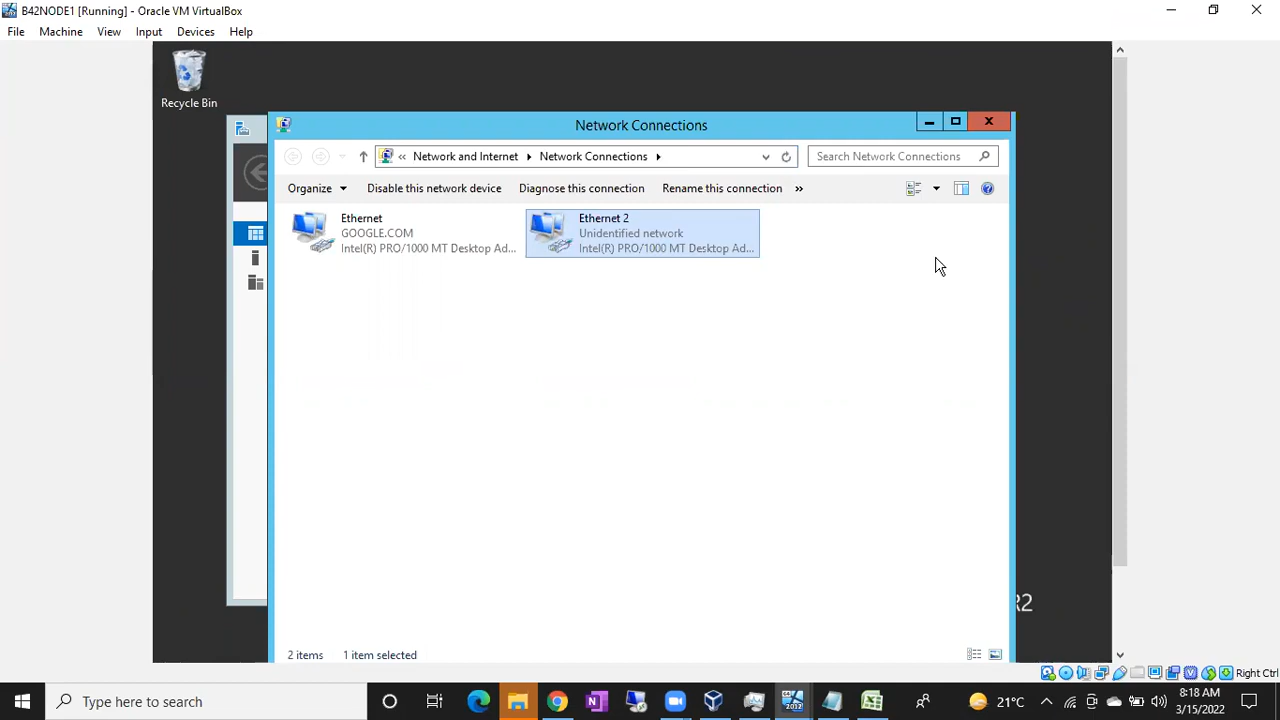 B42NODE1 [Running] - Oracle VM VirtualBox
File Machine View Input Devices Help
Recycle Bin
Network Connections
« Network and Internet Network Connections
Search Network Connections
Organize Disable this network device Diagnose this connection Rename this connection »
Ethernet
GOOGLE.COM
Intel(R) PRO/1000 MT Desktop Ad...
Ethernet 2
Unidentified network
Intel(R) PRO/1000 MT Desktop Ad...
R2
2 items 1 item selected
Right Ctrl
Type here to search
2012
21°C
8:18 AM
3/15/2022